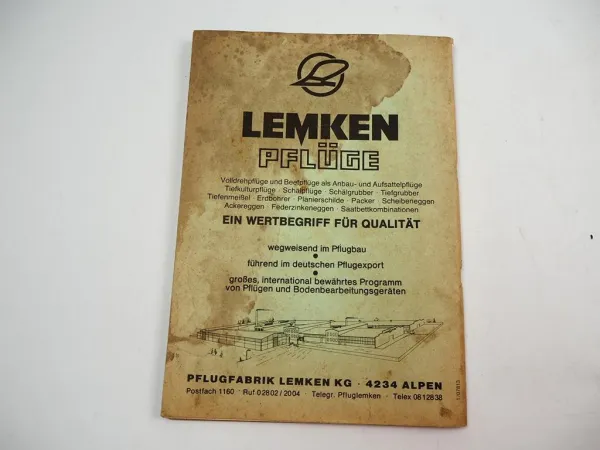 LEMKEN
PFLÜGE
Volldrehpflüge und Beetpflüge als Anbau- und Aufsattelpflüge
Tiefkulturpflüge · Schälpflüge · Schälgrubber · Tiefgrubber
Tiefenmeißel · Erdbohrer · Planierschilde · Packer · Scheibeneggen
Ackereggen · Federzinkeneggen · Saatbettkombinationen
EIN WERTBEGRIFF FÜR QUALITÄT
wegweisend im Pflugbau
•
führend im deutschen Pflugexport
•
großes, international bewährtes Programm
von Pflügen und Bodenbearbeitungsgeräten
PFLUGFABRIK LEMKEN KG · 4234 ALPEN
Postfach 1160 · Ruf 02802/2004 · Telegr. Pfluglemken · Telex 0812838